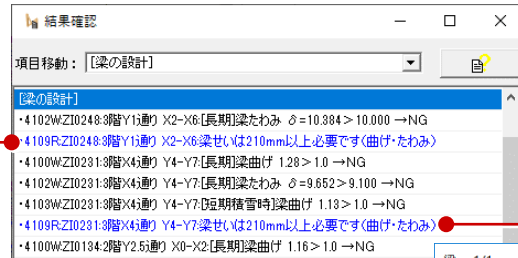 結果確認
項目移動： [梁の設計]
[梁の設計]
・4102W:ZI0248:3階Y1通り X2-X6:[長期]梁たわみ δ=10.384＞10.000 →NG
・4109R:ZI0248:3階Y1通り X2-X6:梁せいは210mm以上必要です(曲げ・たわみ)
・4100W:ZI0231:3階X4通り Y4-Y7:[長期]梁曲げ 1.28＞1.0 →NG
・4102W:ZI0231:3階X4通り Y4-Y7:[長期]梁たわみ δ=9.652＞9.100 →NG
・4103W:ZI0231:3階X4通り Y4-Y7:[短期積雪時]梁曲げ 1.13＞1.0 →NG
・4109R:ZI0231:3階X4通り Y4-Y7:梁せいは210mm以上必要です(曲げ・たわみ)
・4100W:ZI0134:2階Y2.5通り X0-X2:[長期]梁曲げ 1.16＞1.0 →NG